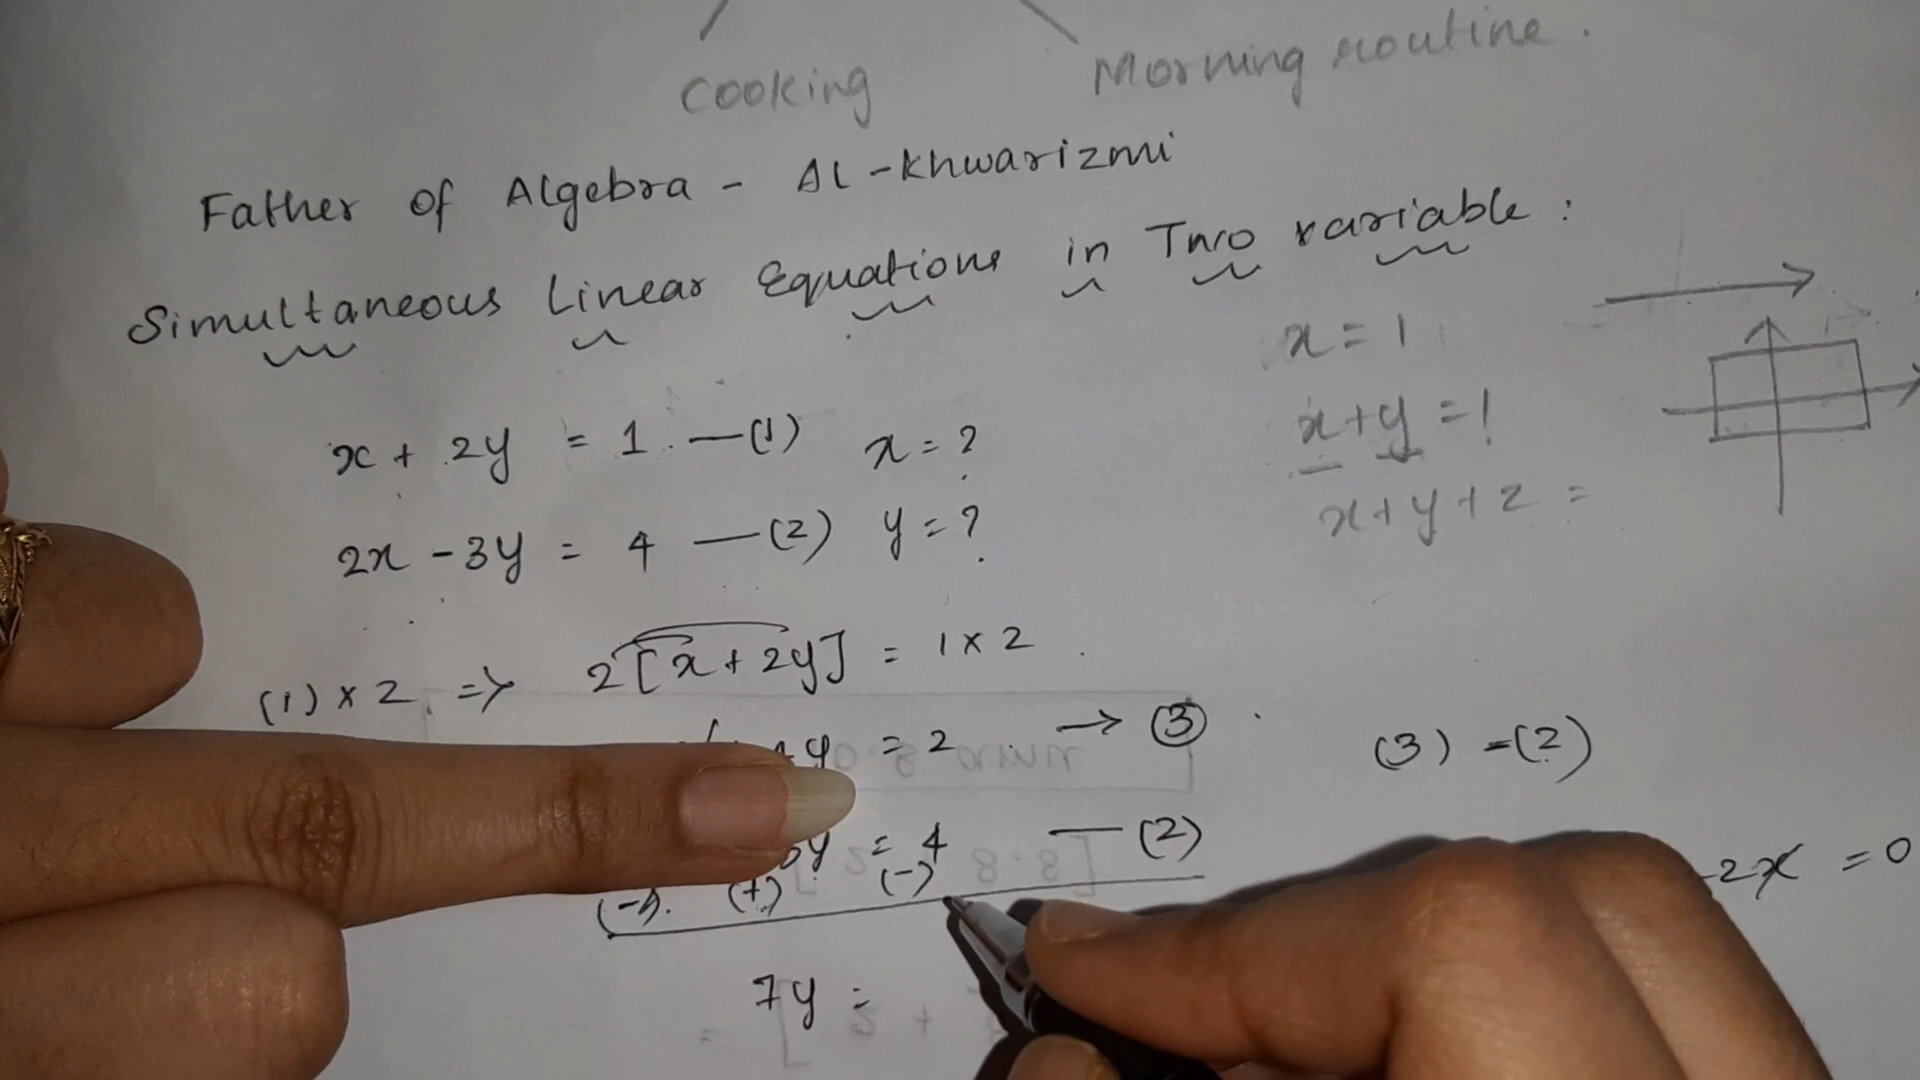 Cooking
Morning routine.
Father of Algebra - Al-khwarizmi
Simultaneous Linear Equations in Two variable :
x + 2y = 1 —(1) x = ?
2x - 3y = 4 —(2) y = ?
x = 1
x+y = 1
x+y+z =
(1) x 2 => 2[x + 2y] = 1 x 2
y = 2 → ③
(3) -(2)
y = 4 —(2)
(-) (+) (-)
-2x = 0
7y =